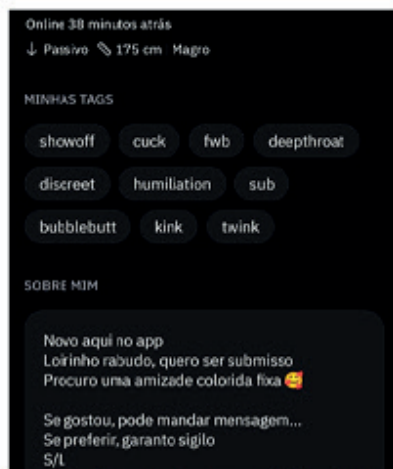 Online 38 minutos atrás
Passivo 175 cm Magro
MINHAS TAGS
showoff cuck fwb deepthroat
discreet humiliation sub
bubblebutt kink twink
SOBRE MIM
Novo aqui no app
Loirinho rabudo, quero ser submisso
Procuro uma amizade colorida fixa 🥰
Se gostou, pode mandar mensagem...
Se preferir, garanto sigilo
S/L